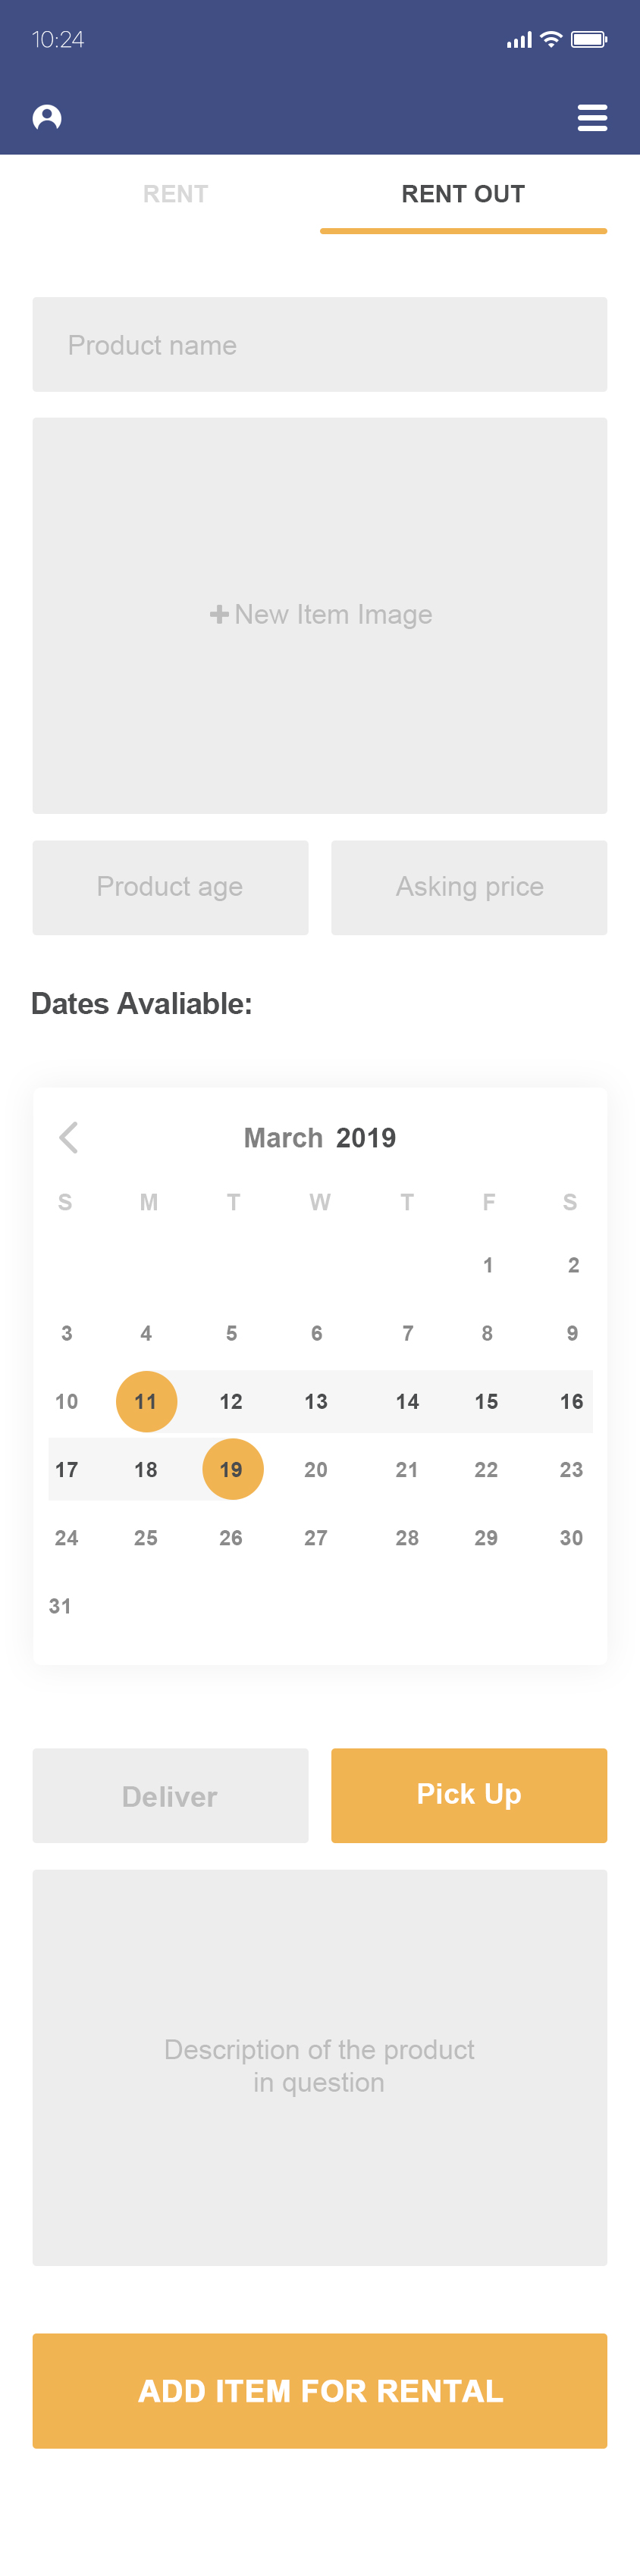 10:24
RENT RENT OUT
Product name
New Item Image
Product age Asking price
Dates Avaliable:
March 2019
S M T W T F S
1 2
3 4 5 6 7 8 9
10 11 12 13 14 15 16
17 18 19 20 21 22 23
24 25 26 27 28 29 30
31
Deliver Pick Up
Description of the product
in question
ADD ITEM FOR RENTAL